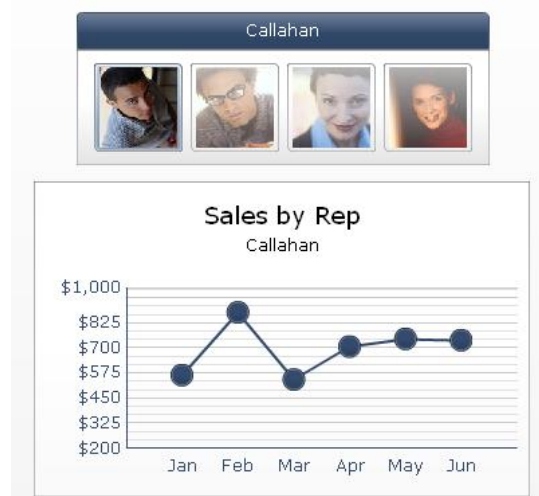 Callahan
Sales by Rep
Callahan
$1,000
$825
$700
$575
$450
$325
$200
Jan Feb Mar Apr May Jun